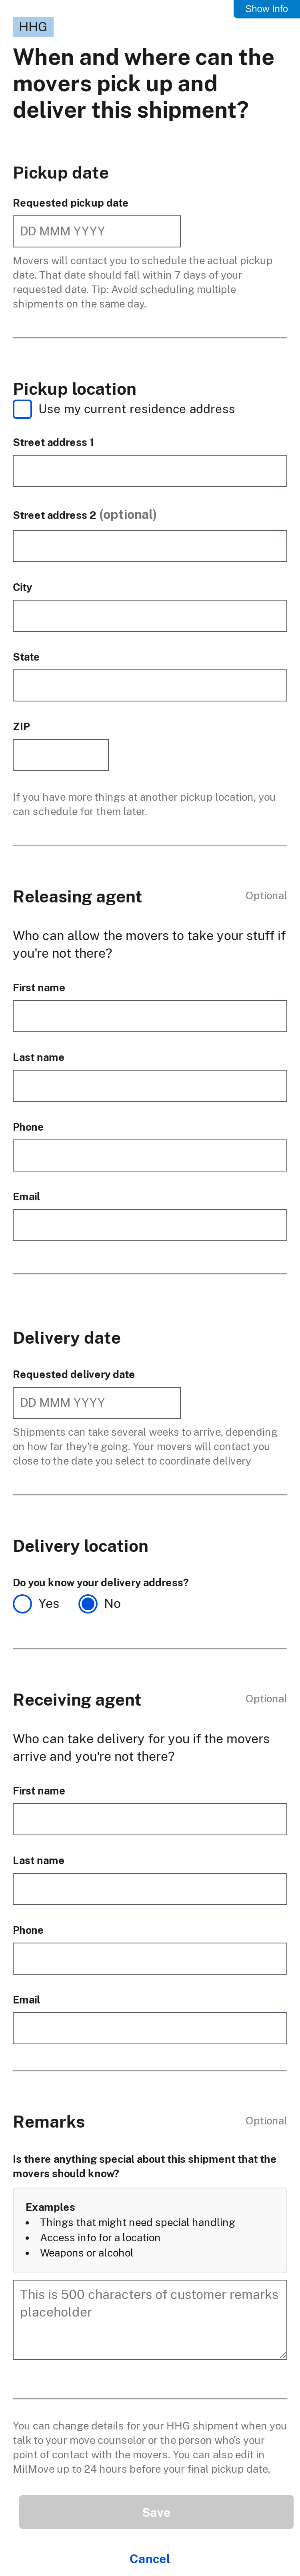 Show Info
HHG
When and where can the
movers pick up and
deliver this shipment?
Pickup date
Requested pickup date
DD MMM YYYY
Movers will contact you to schedule the actual pickup
date. That date should fall within 7 days of your
requested date. Tip: Avoid scheduling multiple
shipments on the same day.
Pickup location
Use my current residence address
Street address 1
Street address 2 (optional)
City
State
ZIP
If you have more things at another pickup location, you
can schedule for them later.
Releasing agent Optional
Who can allow the movers to take your stuff if
you're not there?
First name
Last name
Phone
Email
Delivery date
Requested delivery date
DD MMM YYYY
Shipments can take several weeks to arrive, depending
on how far they're going. Your movers will contact you
close to the date you select to coordinate delivery
Delivery location
Do you know your delivery address?
Yes No
Receiving agent Optional
Who can take delivery for you if the movers
arrive and you're not there?
First name
Last name
Phone
Email
Remarks Optional
Is there anything special about this shipment that the
movers should know?
Examples
• Things that might need special handling
• Access info for a location
• Weapons or alcohol
This is 500 characters of customer remarks
placeholder
You can change details for your HHG shipment when you
talk to your move counselor or the person who's your
point of contact with the movers. You can also edit in
MilMove up to 24 hours before your final pickup date.
Save
Cancel